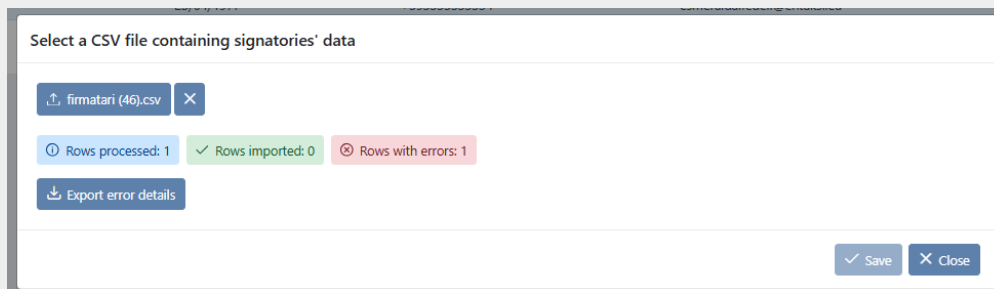 Select a CSV file containing signatories' data
firmatari (46).csv
Rows processed: 1 Rows imported: 0 Rows with errors: 1
Export error details
Save Close